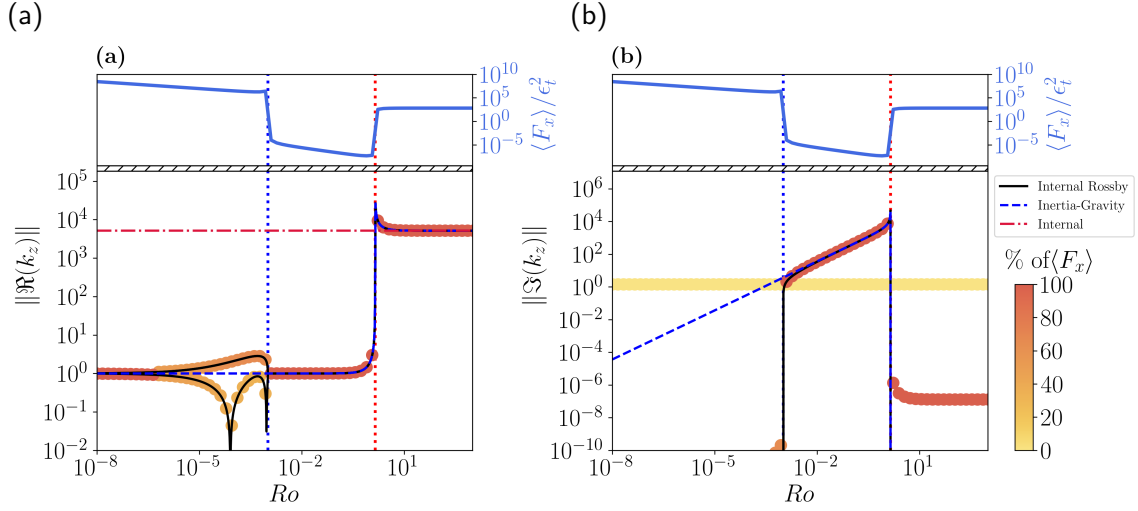 (a)
(b)
(a)
(b)
10^10
10^5
10^0
10^-5
⟨F_x⟩/ϵ_t^2
10^10
10^5
10^0
10^-5
⟨F_x⟩/ϵ_t^2
10^5
10^4
10^3
10^2
10^1
10^0
10^-1
10^-2
||ℜ(k_z)||
10^-8
10^-5
10^-2
10^1
Ro
10^6
10^4
10^2
10^0
10^-2
10^-4
10^-6
10^-8
10^-10
||ℑ(k_z)||
10^-8
10^-5
10^-2
10^1
Ro
Internal Rossby
Inertia-Gravity
Internal
% of⟨F_x⟩
100
80
60
40
20
0